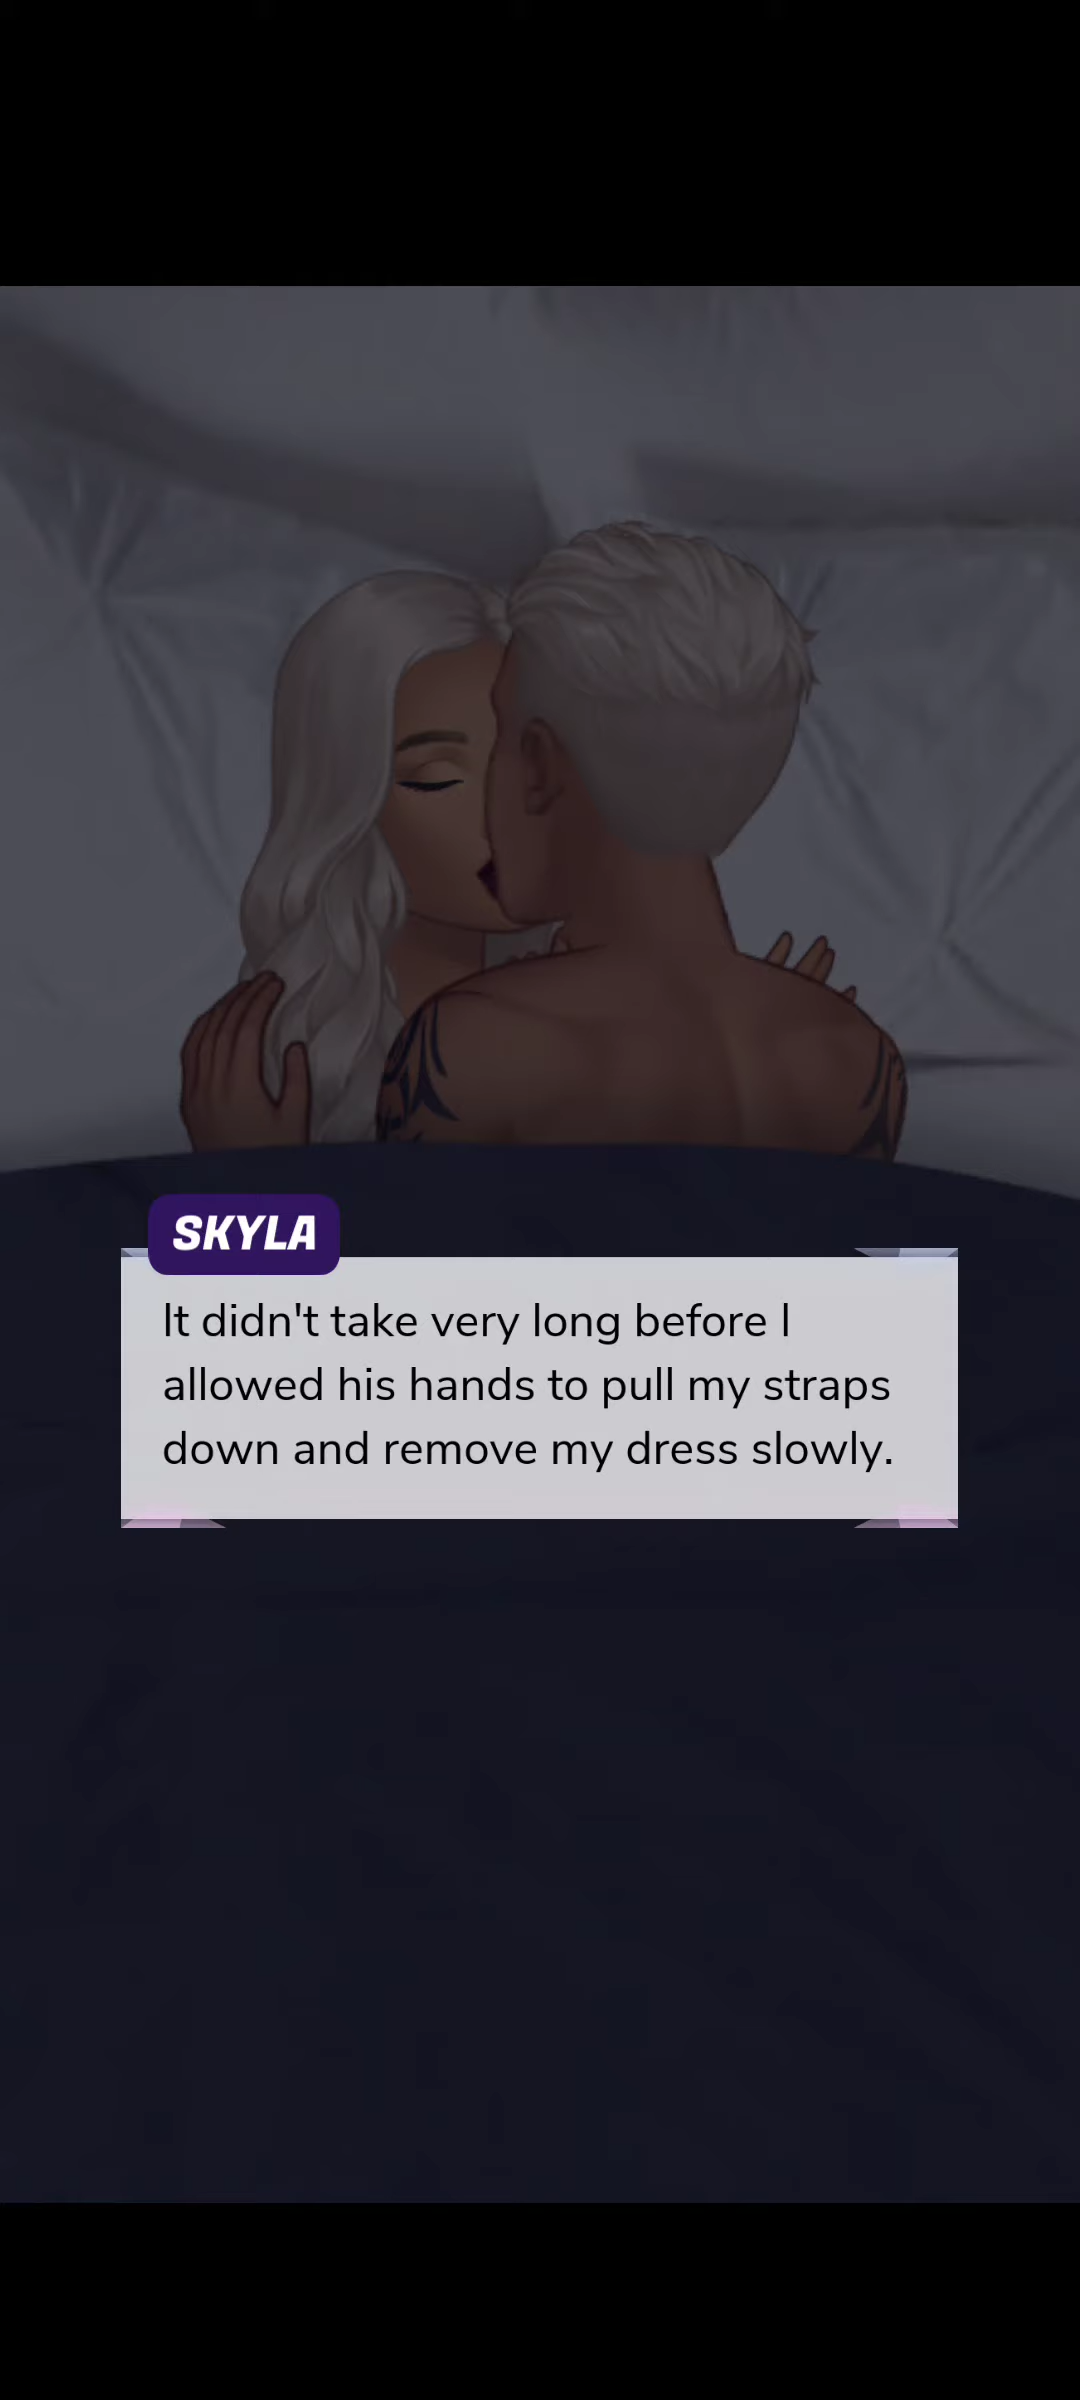 SKYLA
It didn't take very long before I
allowed his hands to pull my straps
down and remove my dress slowly.